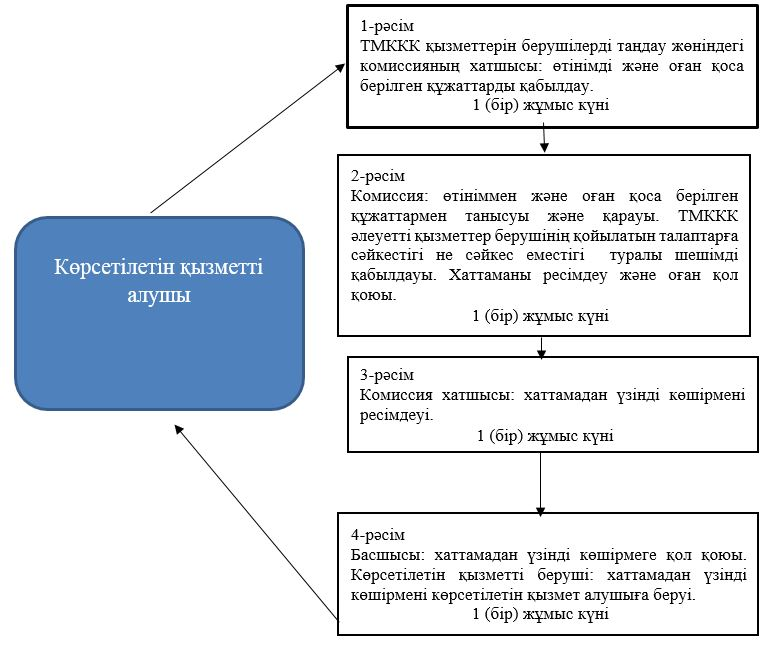 Көрсетілетін қызметті
алушы
1-рәсім
ТМККК қызметтерін берушілерді таңдау жөніндегі
комиссияның хатшысы: өтінімді және оған қоса
берілген құжаттарды қабылдау.
1 (бір) жұмыс күні
2-рәсім
Комиссия: өтініммен және оған қоса берілген
құжаттармен танысуы және қарауы. ТМККК
әлеуетті қызметтер берушінің қойылатын талаптарға
сәйкестігі не сәйкес еместігі туралы шешімді
қабылдауы. Хаттаманы ресімдеу және оған қол
қоюы.
1 (бір) жұмыс күні
3-рәсім
Комиссия хатшысы: хаттамадан үзінді көшірмені
ресімдеуі.
1 (бір) жұмыс күні
4-рәсім
Басшысы: хаттамадан үзінді көшірмеге қол қоюы.
Көрсетілетін қызметті беруші: хаттамадан үзінді
көшірмені көрсетілетін қызмет алушыға беруі.
1 (бір) жұмыс күні